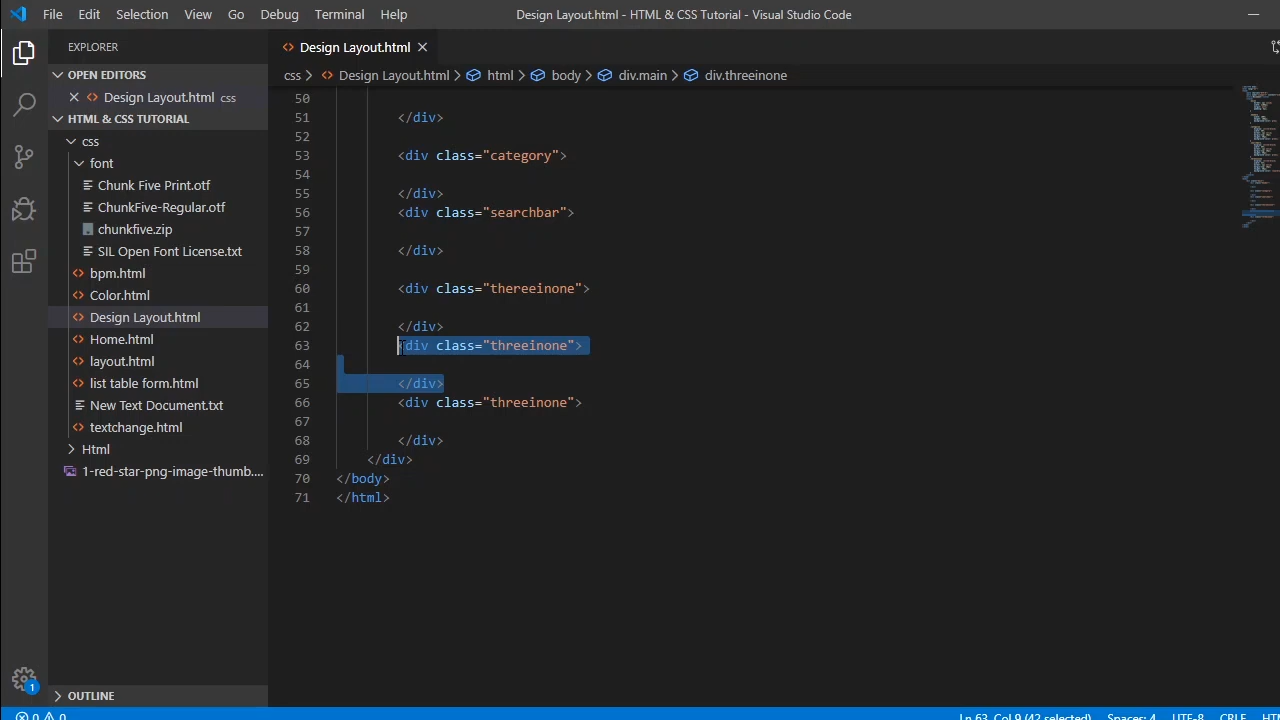 File Edit Selection View Go Debug Terminal Help Design Layout.html - HTML & CSS Tutorial - Visual Studio Code
EXPLORER
OPEN EDITORS
Design Layout.html css
HTML & CSS TUTORIAL
css
font
Chunk Five Print.otf
ChunkFive-Regular.otf
chunkfive.zip
SIL Open Font License.txt
bpm.html
Color.html
Design Layout.html
Home.html
layout.html
list table form.html
New Text Document.txt
textchange.html
Html
1-red-star-png-image-thumb....
OUTLINE
1
Design Layout.html
css > Design Layout.html > html > body > div.main > div.threeinone
50
51 </div>
52
53 <div class="category">
54
55 </div>
56 <div class="searchbar">
57
58 </div>
59
60 <div class="thereeinone">
61
62 </div>
63 <div class="threeinone">
64
65 </div>
66 <div class="threeinone">
67
68 </div>
69 </div>
70 </body>
71 </html>
0 0 Ln 63, Col 9 (42 selected) Spaces: 4 UTF-8 CRLF